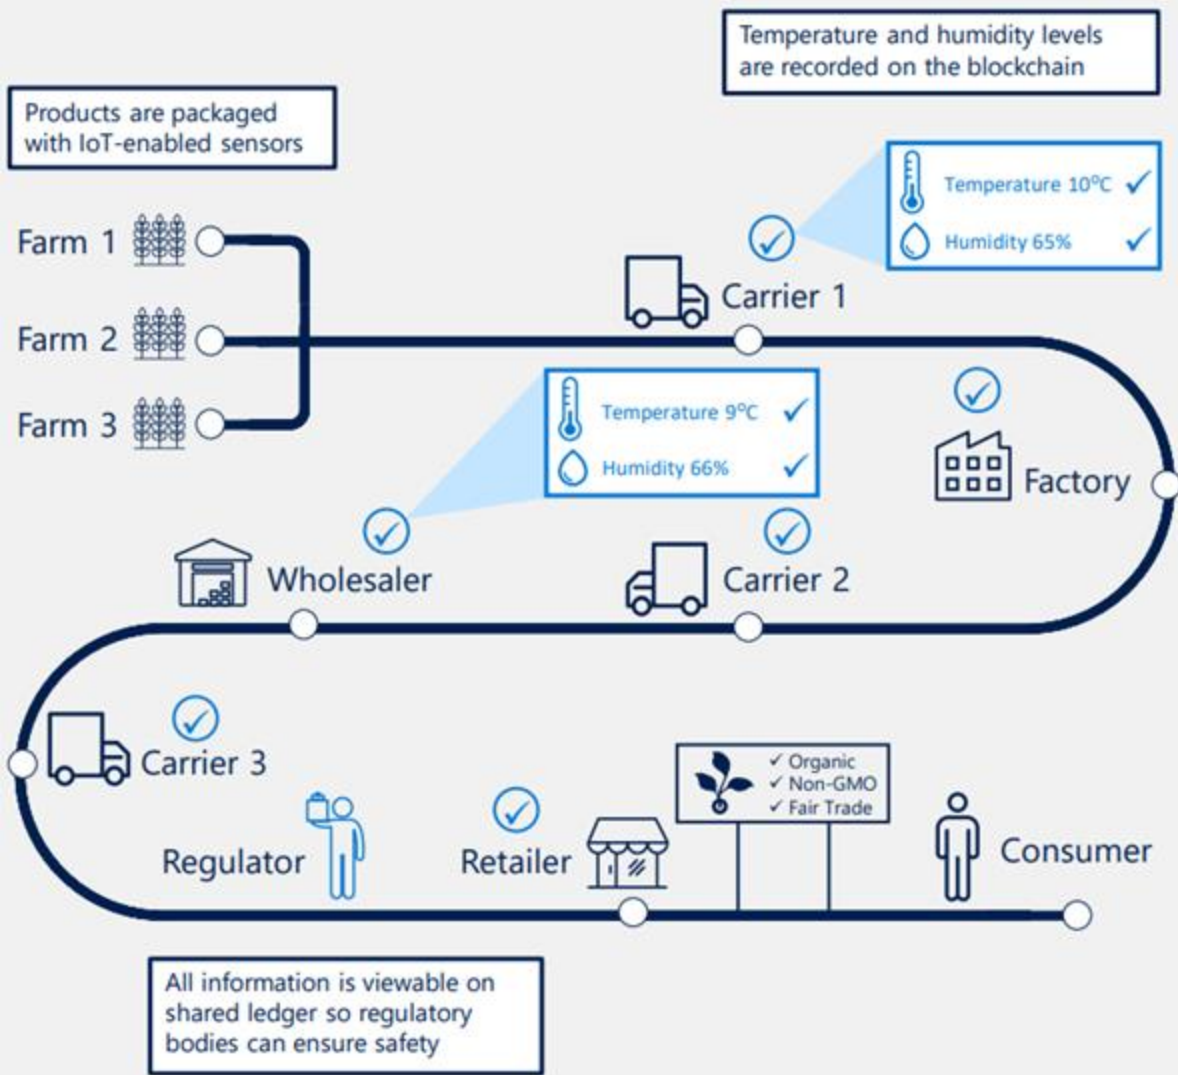 Temperature and humidity levels
are recorded on the blockchain
Products are packaged
with IoT-enabled sensors
Temperature 10°C
Humidity 65%
Farm 1
Carrier 1
Farm 2
Farm 3
Temperature 9°C
Humidity 66%
Factory
Wholesaler
Carrier 2
Carrier 3
Organic
Non-GMO
Fair Trade
Regulator
Retailer
Consumer
All information is viewable on
shared ledger so regulatory
bodies can ensure safety